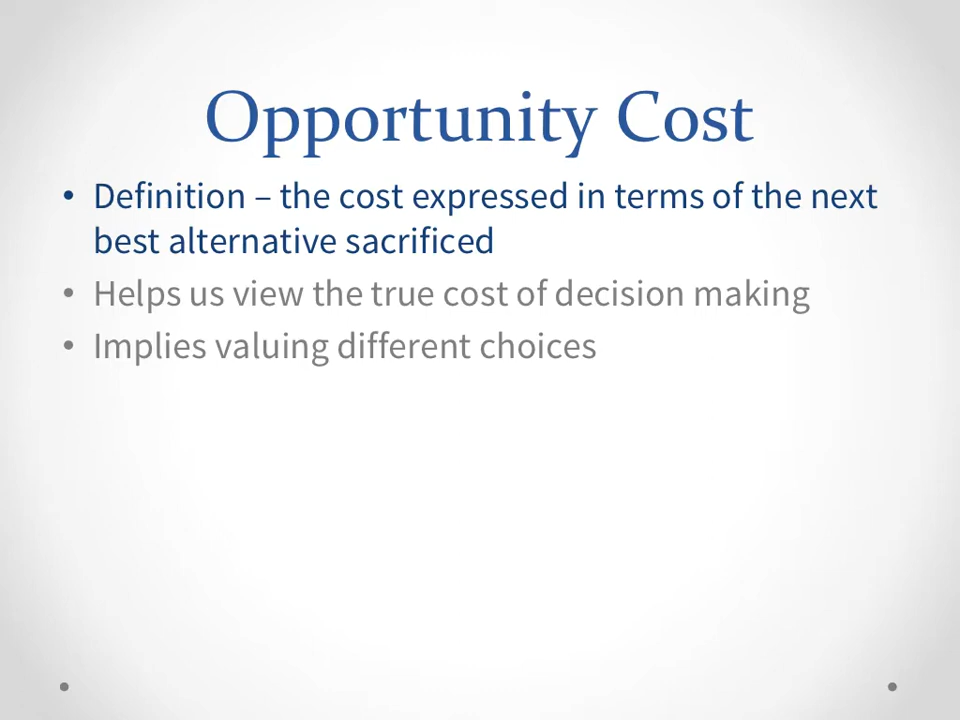 Opportunity Cost
• Definition – the cost expressed in terms of the next
best alternative sacrificed
• Helps us view the true cost of decision making
• Implies valuing different choices